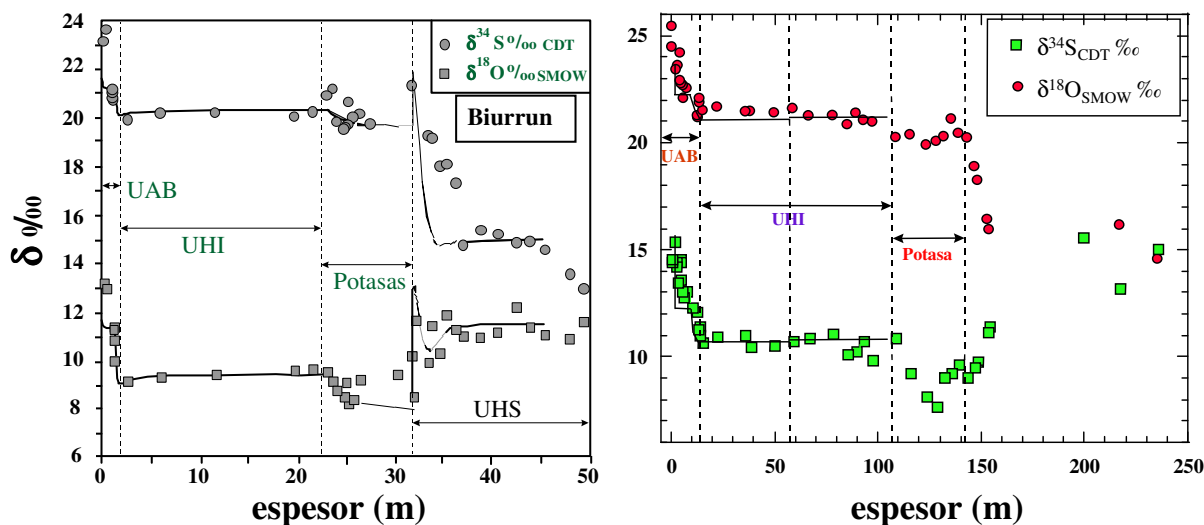 24
22
20
18
16
14
12
10
8
6
δ ‰
δ34S‰ CDT
δ18O‰ SMOW
Biurrun
UAB
UHI
Potasas
UHS
0
10
20
30
40
50
espesor (m)
25
20
15
10
δ34SCDT ‰
δ18OSMOW ‰
UAB
UHI
Potasa
0
50
100
150
200
250
espesor (m)